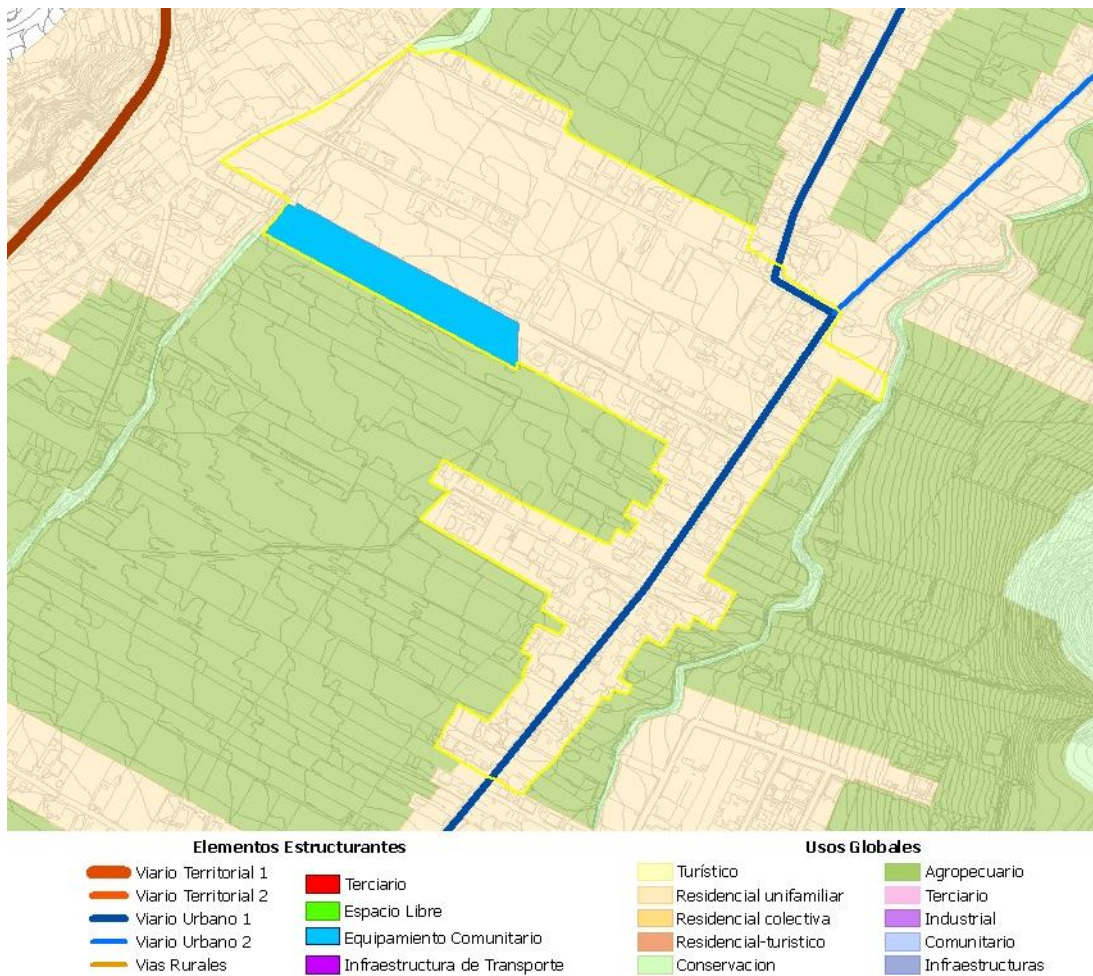 Elementos Estructurantes
Viario Territorial 1
Viario Territorial 2
Viario Urbano 1
Viario Urbano 2
Vias Rurales
Terciario
Espacio Libre
Equipamiento Comunitario
Infraestructura de Transporte
Usos Globales
Turístico
Residencial unifamiliar
Residencial colectiva
Residencial-turistico
Conservacion
Agropecuario
Terciario
Industrial
Comunitario
Infraestructuras